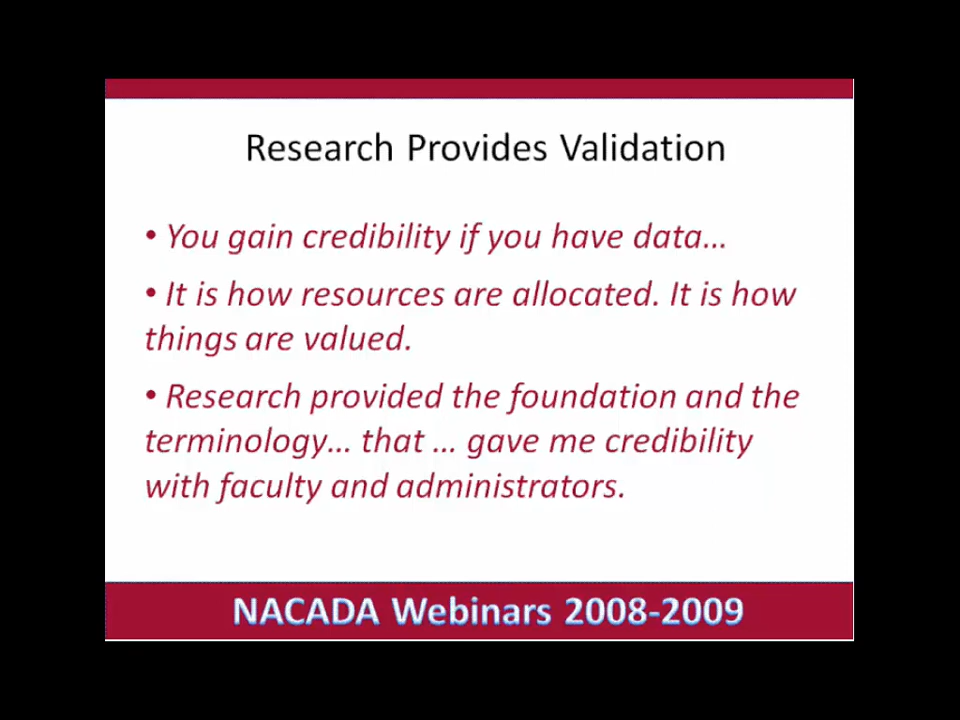 Research Provides Validation
• You gain credibility if you have data…
• It is how resources are allocated. It is how
things are valued.
• Research provided the foundation and the
terminology… that … gave me credibility
with faculty and administrators.
NACADA Webinars 2008-2009